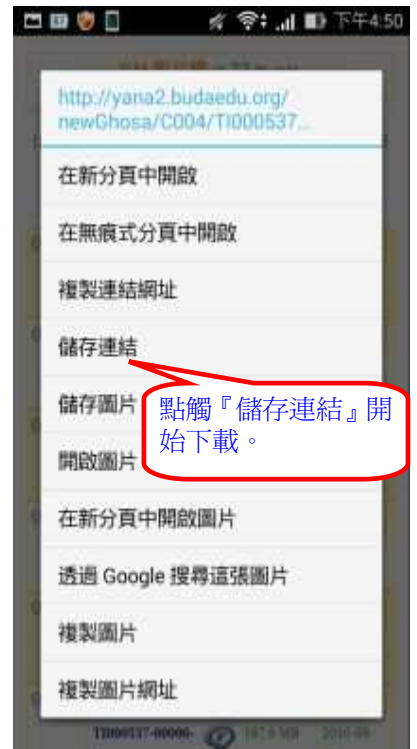 下午4:50
http://yana2.budaedu.org/
newGhosa/C004/TI000537...
在新分頁中開啟
在無痕式分頁中開啟
複製連結網址
儲存連結
儲存圖片
點觸『儲存連結』開
始下載。
開啟圖片
在新分頁中開啟圖片
透過 Google 搜尋這張圖片
複製圖片
複製圖片網址
TI000537-00006-